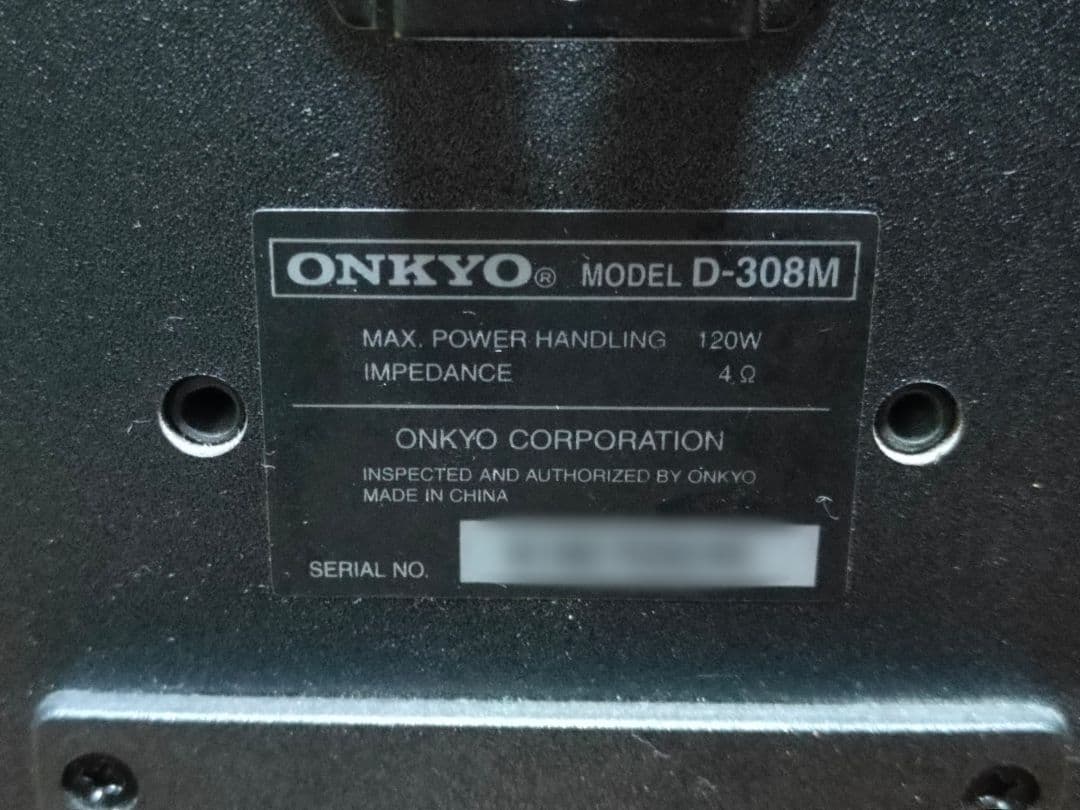 ONKYO® MODEL D-308M
MAX. POWER HANDLING 120W
IMPEDANCE 4Ω
ONKYO CORPORATION
INSPECTED AND AUTHORIZED BY ONKYO
MADE IN CHINA
SERIAL NO.